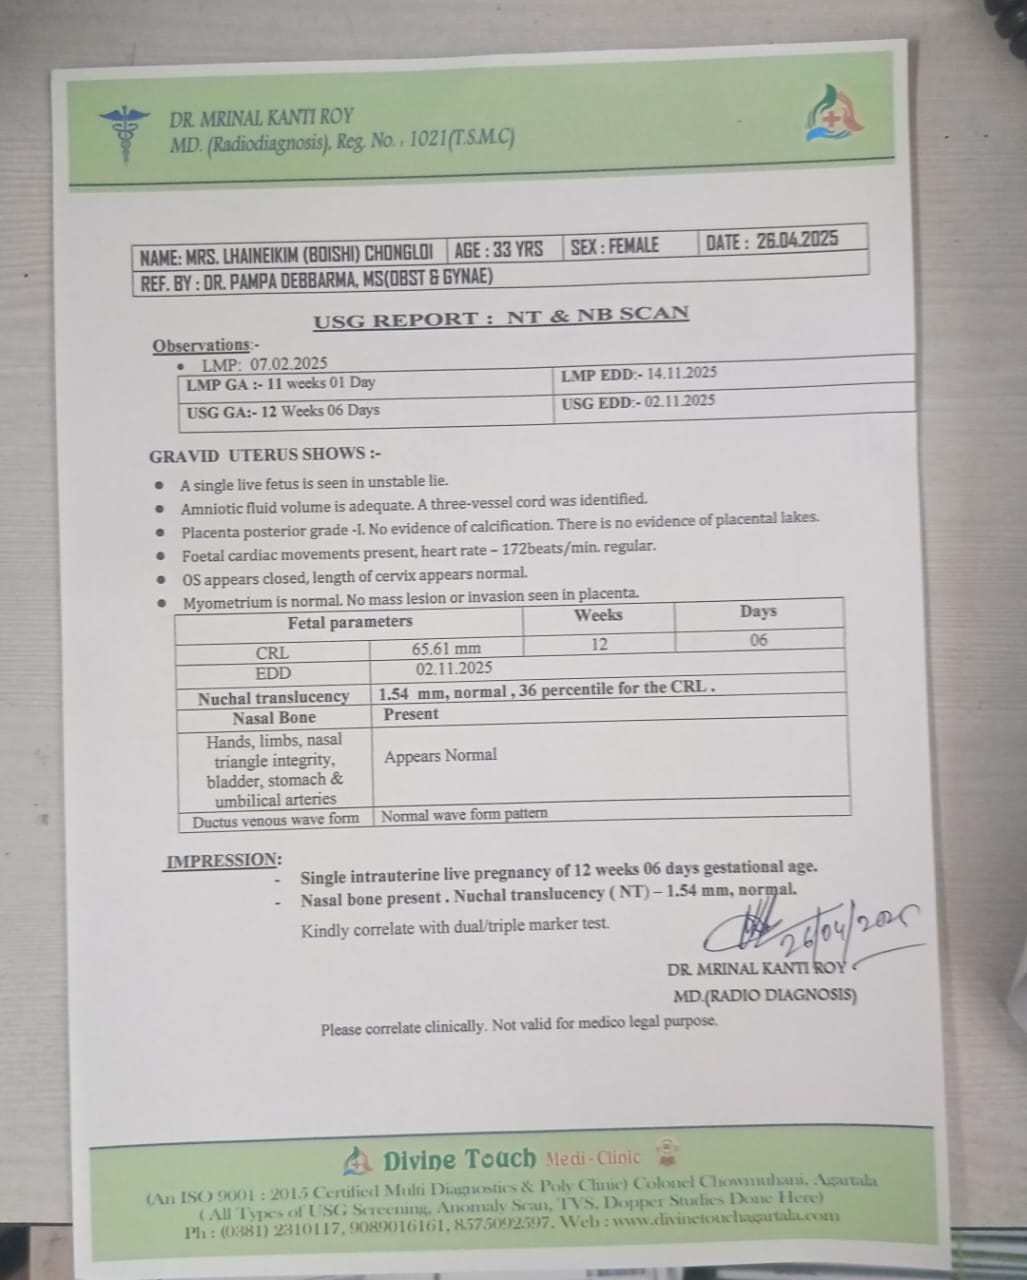 DR. MRINAL KANTI ROY
MD. (Radiodiagnosis), Reg. No. : 1021(T.S.M.C)
NAME: MRS. LHAINEIKIM (BOISHI) CHONGLOI AGE : 33 YRS SEX : FEMALE DATE : 26.04.2025
REF. BY : DR. PAMPA DEBBARMA, MS(OBST & GYNAE)
USG REPORT : NT & NB SCAN
Observations:-
• LMP: 07.02.2025
LMP GA :- 11 weeks 01 Day LMP EDD:- 14.11.2025
USG GA:- 12 Weeks 06 Days USG EDD:- 02.11.2025
GRAVID UTERUS SHOWS :-
• A single live fetus is seen in unstable lie.
• Amniotic fluid volume is adequate. A three-vessel cord was identified.
• Placenta posterior grade -I. No evidence of calcification. There is no evidence of placental lakes.
• Foetal cardiac movements present, heart rate – 172beats/min. regular.
• OS appears closed, length of cervix appears normal.
• Myometrium is normal. No mass lesion or invasion seen in placenta.
Fetal parameters Weeks Days
CRL 65.61 mm 12 06
EDD 02.11.2025
Nuchal translucency 1.54 mm, normal , 36 percentile for the CRL .
Nasal Bone Present
Hands, limbs, nasal
triangle integrity,
bladder, stomach &
umbilical arteries
Appears Normal
Ductus venous wave form Normal wave form pattern
IMPRESSION:
- Single intrauterine live pregnancy of 12 weeks 06 days gestational age.
- Nasal bone present . Nuchal translucency ( NT) – 1.54 mm, normal.
Kindly correlate with dual/triple marker test.
26/04/2025
DR. MRINAL KANTI ROY
MD.(RADIO DIAGNOSIS)
Please correlate clinically. Not valid for medico legal purpose.
Divine Touch Medi-Clinic
(An ISO 9001 : 2015 Certified Multi Diagnostics & Poly Clinic) Colonel Chowmuhani, Agartala
( All Types of USG Screening, Anomaly Scan, TVS, Dopper Studies Done Here)
Ph : (0381) 2310117, 9089016161, 8575092597. Web : www.divinetouchagartala.com